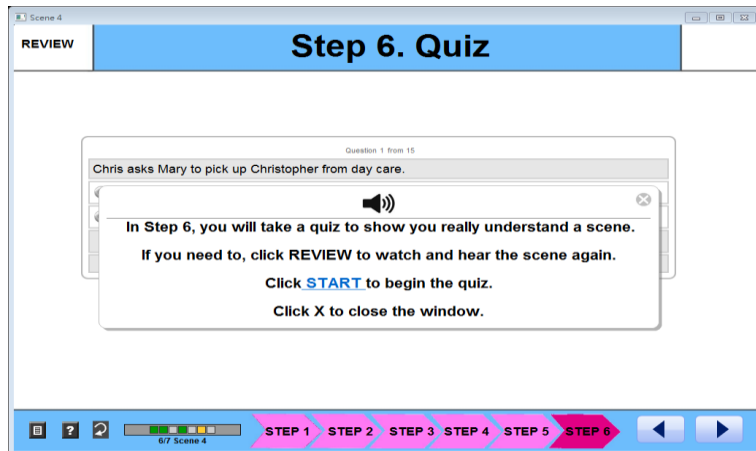 Scene 4
REVIEW
Step 6. Quiz
Question 1 from 15
Chris asks Mary to pick up Christopher from day care.
In Step 6, you will take a quiz to show you really understand a scene.
If you need to, click REVIEW to watch and hear the scene again.
Click START to begin the quiz.
Click X to close the window.
?
6/7 Scene 4
STEP 1 STEP 2 STEP 3 STEP 4 STEP 5 STEP 6